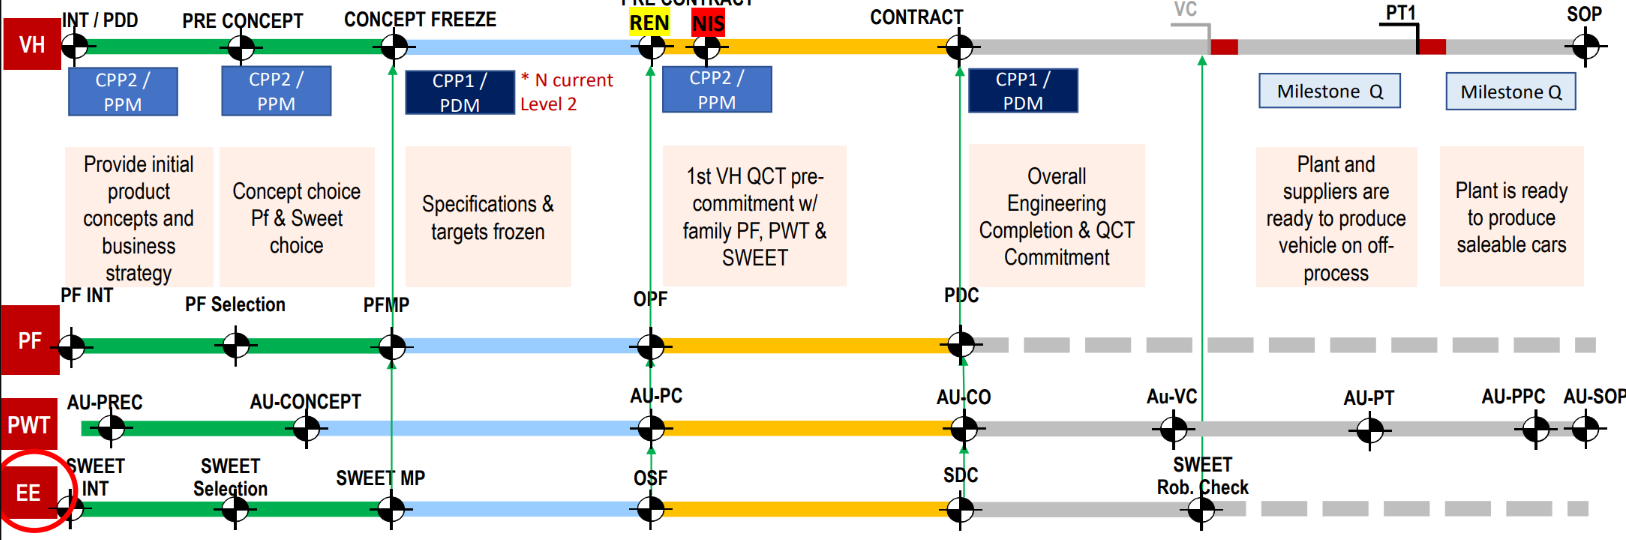 INT / PDD
PRE CONCEPT
CONCEPT FREEZE
PRE CONTRACT
REN
NIS
CONTRACT
VC
PT1
SOP
VH
CPP2 /
PPM
CPP2 /
PPM
CPP1 /
PDM
* N current
Level 2
CPP2 /
PPM
CPP1 /
PDM
Milestone Q
Milestone Q
Provide initial
product
concepts and
business
strategy
Concept choice
Pf & Sweet
choice
Specifications &
targets frozen
1st VH QCT pre-
commitment w/
family PF, PWT &
SWEET
Overall
Engineering
Completion & QCT
Commitment
Plant and
suppliers are
ready to produce
vehicle on off-
process
Plant is ready
to produce
saleable cars
PF
PF INT
PF Selection
PFMP
OPF
PDC
PWT
AU-PREC
AU-CONCEPT
AU-PC
AU-CO
Au-VC
AU-PT
AU-PPC
AU-SOP
EE
SWEET
INT
SWEET
Selection
SWEET MP
OSF
SDC
SWEET
Rob. Check